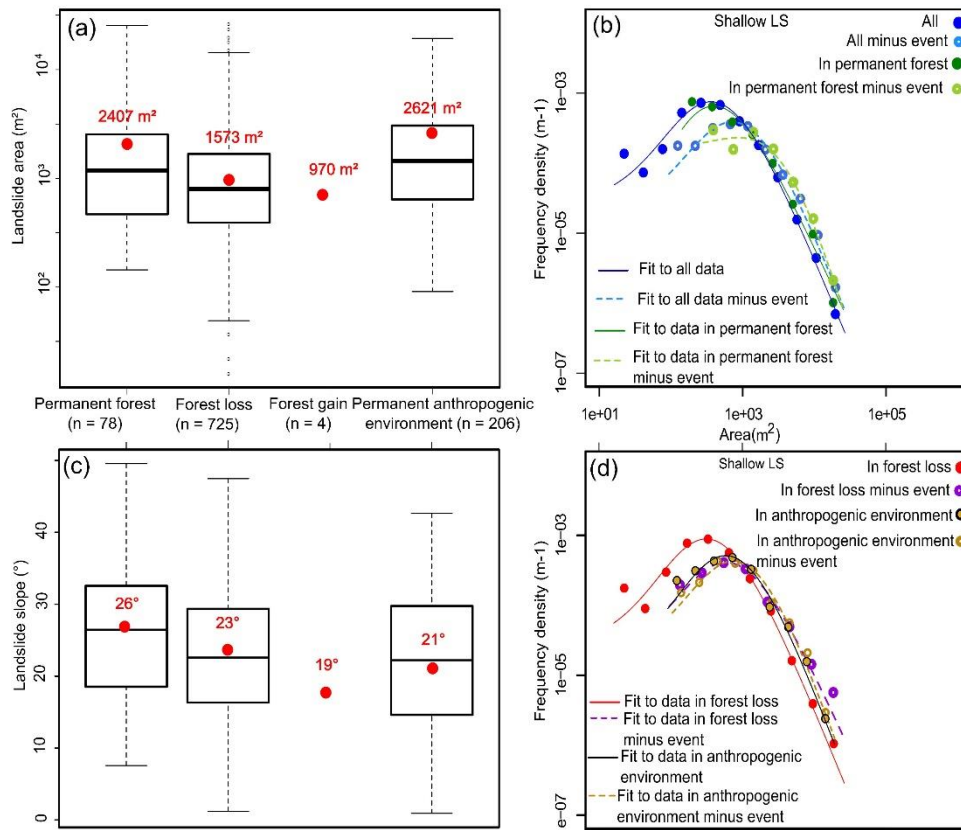 (a)
Landslide area (m²)
10⁴
10³
10²
2407 m²
1573 m²
970 m²
2621 m²
Permanent forest
(n = 78)
Forest loss
(n = 725)
Forest gain
(n = 4)
Permanent anthropogenic
environment (n = 206)
(b)
Shallow LS
All
All minus event
In permanent forest
In permanent forest minus event
Frequency density (m-1)
1e−03
1e−05
1e−07
Fit to all data
Fit to all data minus event
Fit to data in permanent forest
Fit to data in permanent forest
minus event
1e+01
1e+03
1e+05
Area(m²)
(c)
Landslide slope (°)
40
30
20
10
0
26°
23°
19°
21°
(d)
Shallow LS
In forest loss
In forest loss minus event
In anthropogenic environment
In anthropogenic environment
minus event
Frequency density (m-1)
1e−03
1e−05
1e−07
Fit to data in forest loss
Fit to data in forest loss
minus event
Fit to data in anthropogenic
environment
Fit to data in anthropogenic
environment minus event